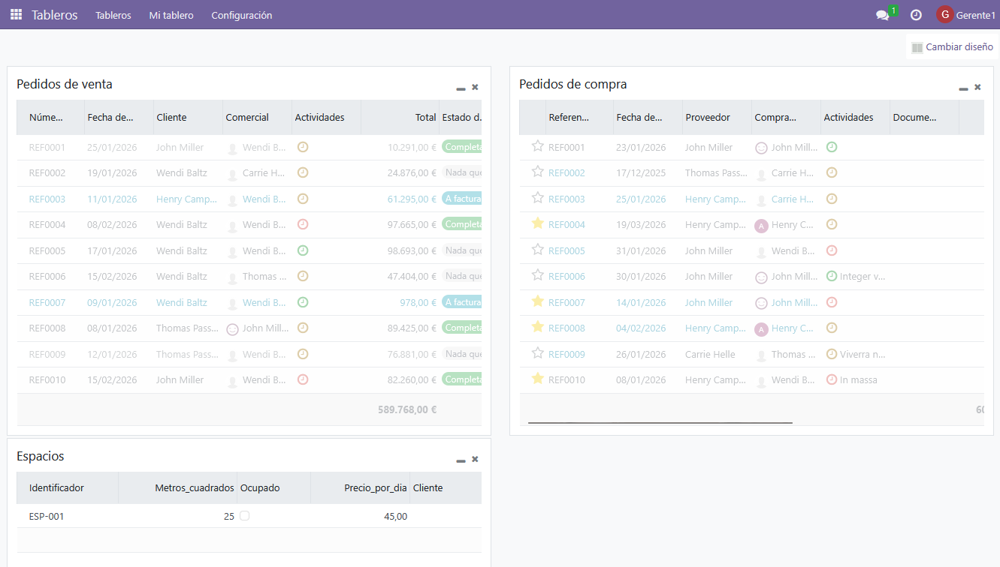 Tableros Tableros Mi tablero Configuración 1 G Gerente1
Cambiar diseño
Pedidos de venta
Núme... Fecha de... Cliente Comercial Actividades Total Estado d.
REF0001 25/01/2026 John Miller Wendi B... 10.291,00 € Completa
REF0002 19/01/2026 Wendi Baltz Carrie H... 24.876,00 € Nada que
REF0003 11/01/2026 Henry Camp... Wendi B... 61.295,00 € A factura
REF0004 08/02/2026 Wendi Baltz Wendi B... 97.665,00 € Completa
REF0005 17/01/2026 Wendi Baltz Wendi B... 98.693,00 € Nada que
REF0006 15/02/2026 Wendi Baltz Thomas ... 47.404,00 € Nada que
REF0007 09/01/2026 Wendi Baltz Wendi B... 978,00 € A factura
REF0008 08/01/2026 Thomas Pass... John Mill... 89.425,00 € Completa
REF0009 12/01/2026 Thomas Pass... Wendi B... 76.881,00 € Nada que
REF0010 15/02/2026 John Miller Wendi B... 82.260,00 € Completa
589.768,00 €
Pedidos de compra
Referen... Fecha de... Proveedor Compra... Actividades Docume...
REF0001 23/01/2026 John Miller John Mill...
REF0002 17/12/2025 Thomas Pass... Carrie H...
REF0003 25/01/2026 Henry Camp... Carrie H...
REF0004 19/03/2026 Henry Camp... A Henry C...
REF0005 31/01/2026 John Miller Wendi B...
REF0006 30/01/2026 John Miller John Mill... Integer v...
REF0007 14/01/2026 John Miller John Mill...
REF0008 04/02/2026 Henry Camp... A Henry C...
REF0009 26/01/2026 Carrie Helle Thomas ... Viverra n...
REF0010 08/01/2026 Henry Camp... Wendi B... In massa
60
Espacios
Identificador Metros_cuadrados Ocupado Precio_por_dia Cliente
ESP-001 25 45,00